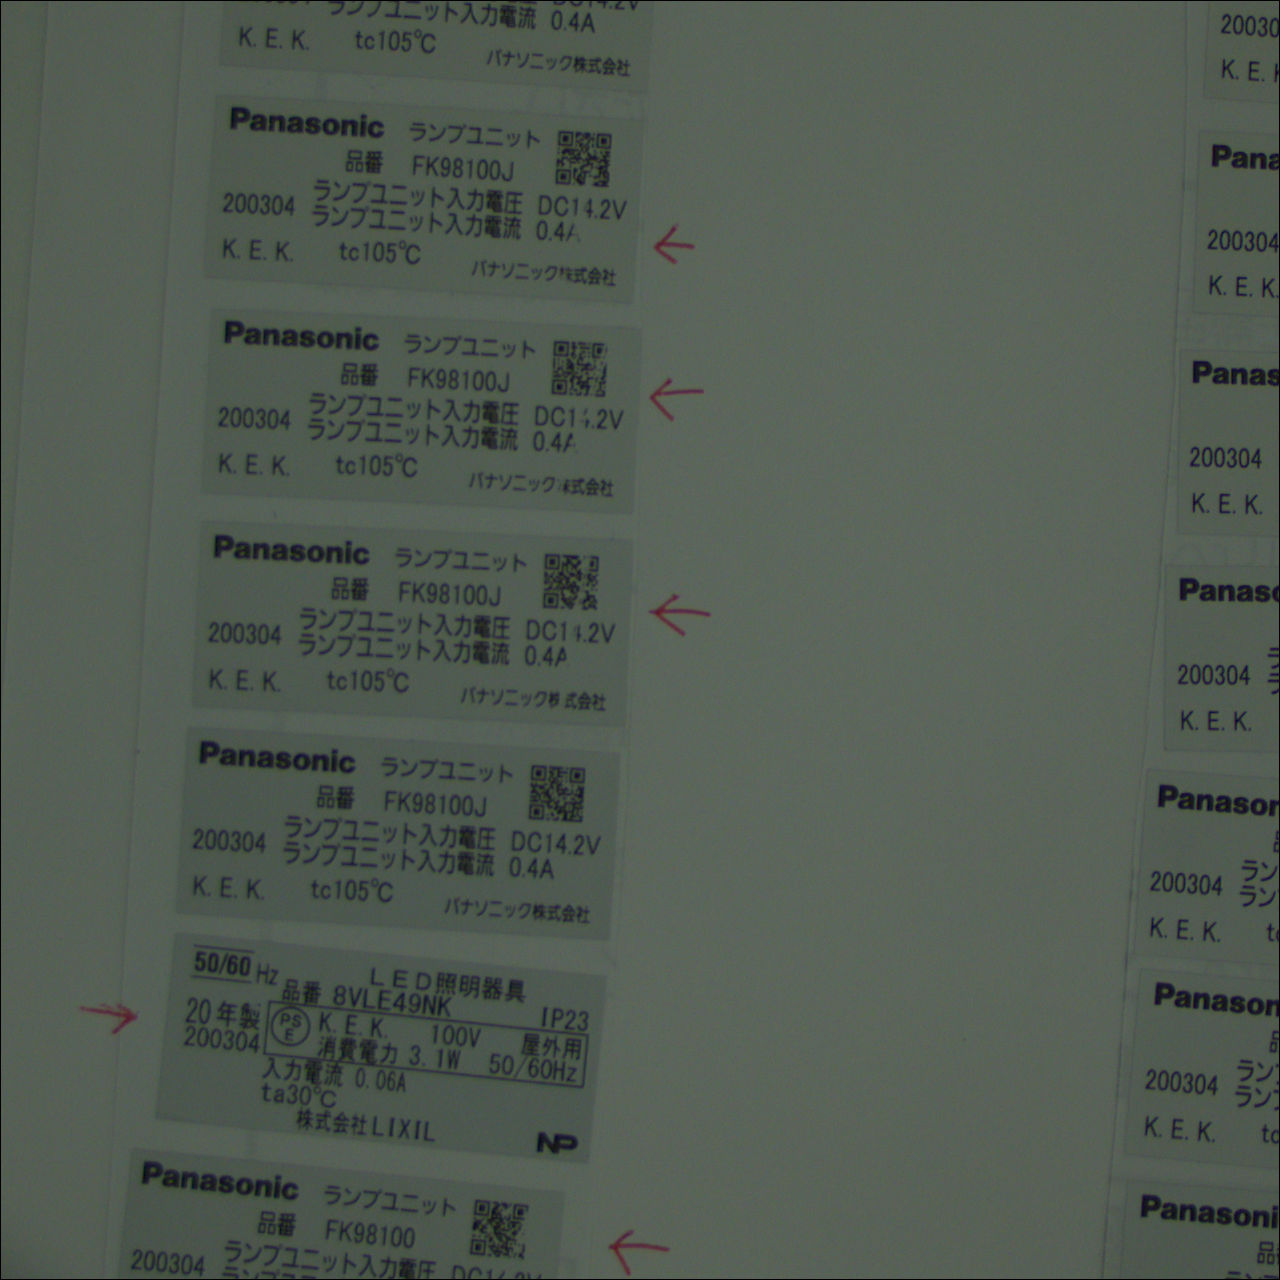 ランプユニット入力電流 0.4A
K. E. K. tc105℃
パナソニック株式会社
Panasonic ランプユニット
品番 FK98100J
ランプユニット入力電圧 DC14.2V
200304
ランプユニット入力電流 0.4A
K. E. K. tc105℃
パナソニック株式会社
Panasonic ランプユニット
品番 FK98100J
ランプユニット入力電圧 DC14.2V
200304
ランプユニット入力電流 0.4A
K. E. K. tc105℃
パナソニック株式会社
Panasonic ランプユニット
品番 FK98100J
ランプユニット入力電圧 DC14.2V
200304
ランプユニット入力電流 0.4A
K. E. K. tc105℃
パナソニック株式会社
Panasonic ランプユニット
品番 FK98100J
ランプユニット入力電圧 DC14.2V
200304
ランプユニット入力電流 0.4A
K. E. K. tc105℃
パナソニック株式会社
50/60 Hz LED照明器具
品番 8VLE49NK IP23
20年製 PSE K. E. K. 100V 屋外用
200304 消費電力 3.1W 50/60Hz
入力電流 0.06A
ta30℃
株式会社LIXIL NP
Panasonic ランプユニット
品番 FK98100
200304 ランプユニット入力電圧 DC14.2V
200304
K. E. K.
Panasonic
200304
K. E. K.
Panasonic
200304
K. E. K.
Panasonic
200304
K. E. K.
Panasonic
200304
K. E. K.
Panasonic
200304
K. E. K.
Panasonic